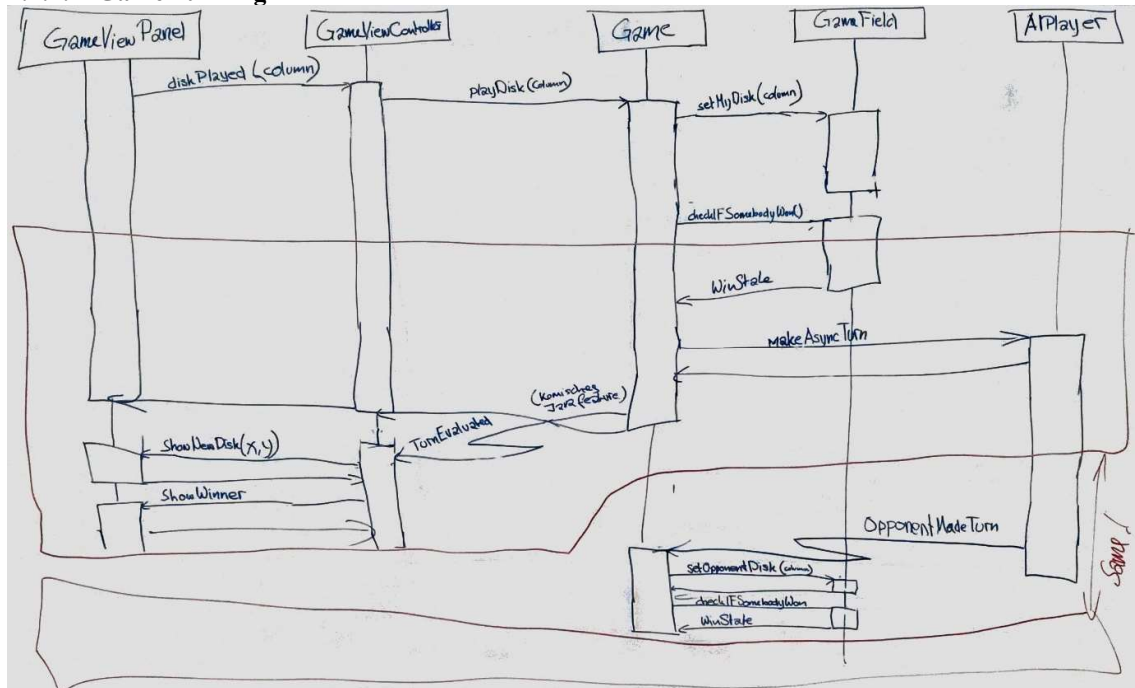 GameViewPanel
GameViewController
Game
GameField
AIPlayer
diskPlayed (column)
playDisk (column)
setMyDisk (column)
checkIFSomebodyWon()
WinState
makeAsyncTurn
(komisches
Java feature)
TurnEvaluated
ShowNewDisk(x,y)
ShowWinner
OpponentMadeTurn
setOpponentDisk (column)
checkIFSomebodyWon
WinState
Same